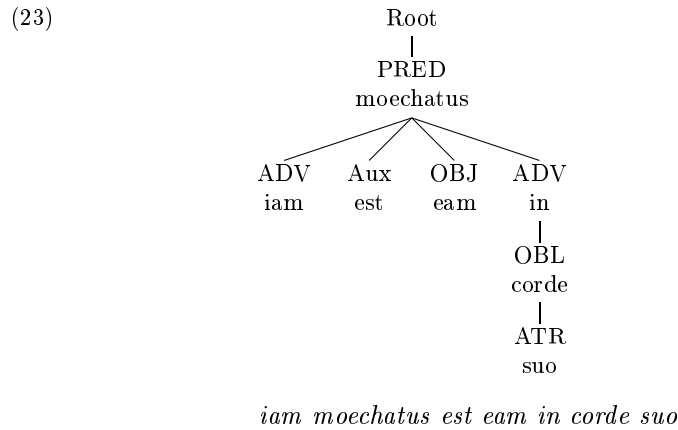 (23) Root
PRED
moechatus
ADV Aux OBJ ADV
iam est eam in
OBL
corde
ATR
suo
iam moechatus est eam in corde suo